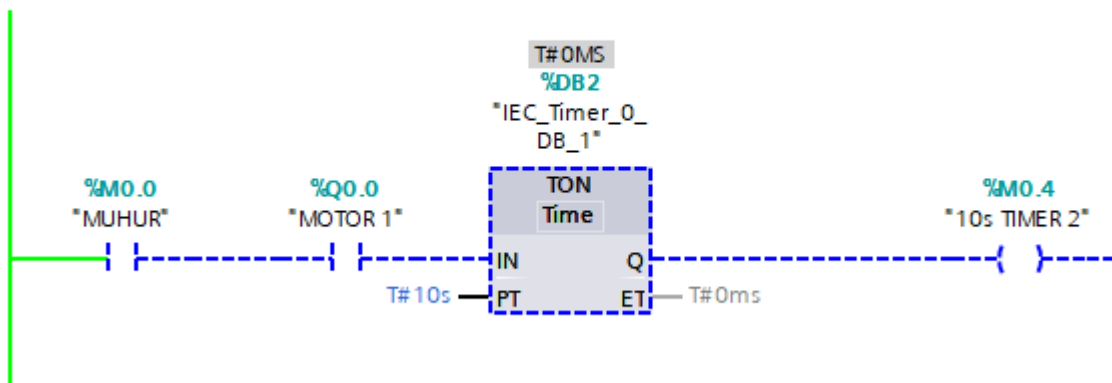 T#0MS
%DB2
"IEC_Timer_0_
DB_1"
%M0.0
"MUHUR"
%Q0.0
"MOTOR 1"
TON
Time
%M0.4
"10s TIMER 2"
IN
Q
T#10s
PT
ET
T#0ms